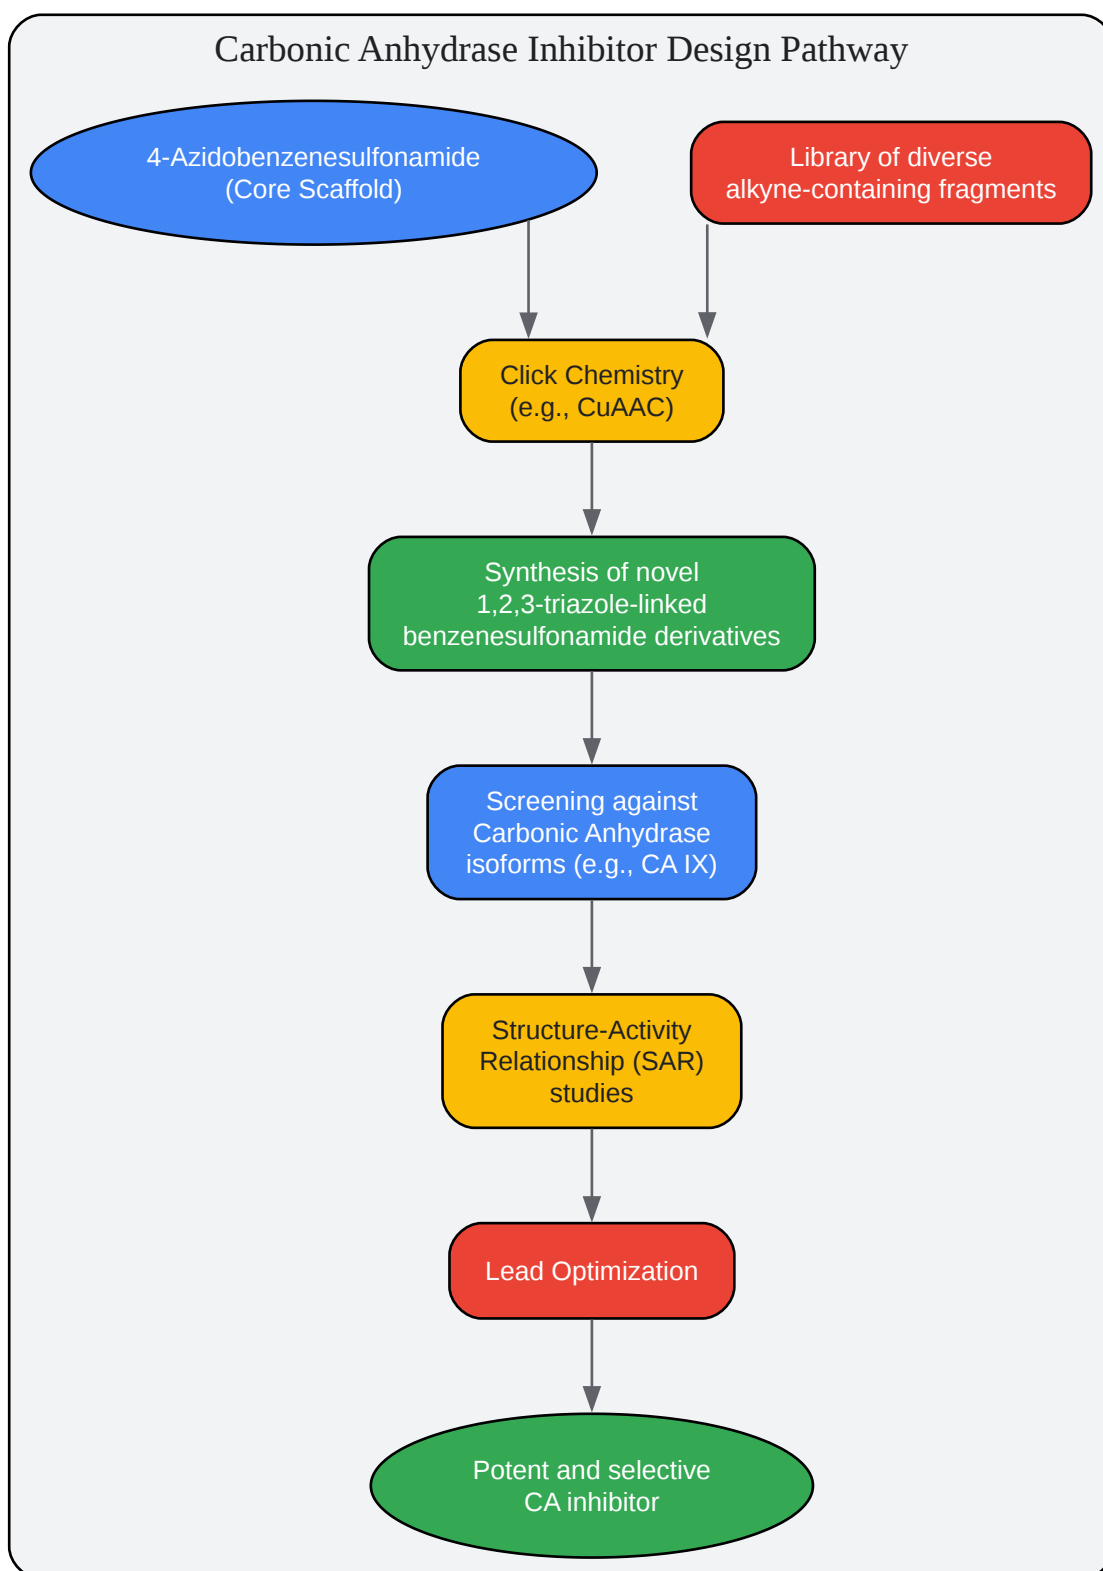 Carbonic Anhydrase Inhibitor Design Pathway
4-Azidobenzenesulfonamide
(Core Scaffold)
Library of diverse
alkyne-containing fragments
Click Chemistry
(e.g., CuAAC)
Synthesis of novel
1,2,3-triazole-linked
benzenesulfonamide derivatives
Screening against
Carbonic Anhydrase
isoforms (e.g., CA IX)
Structure-Activity
Relationship (SAR)
studies
Lead Optimization
Potent and selective
CA inhibitor